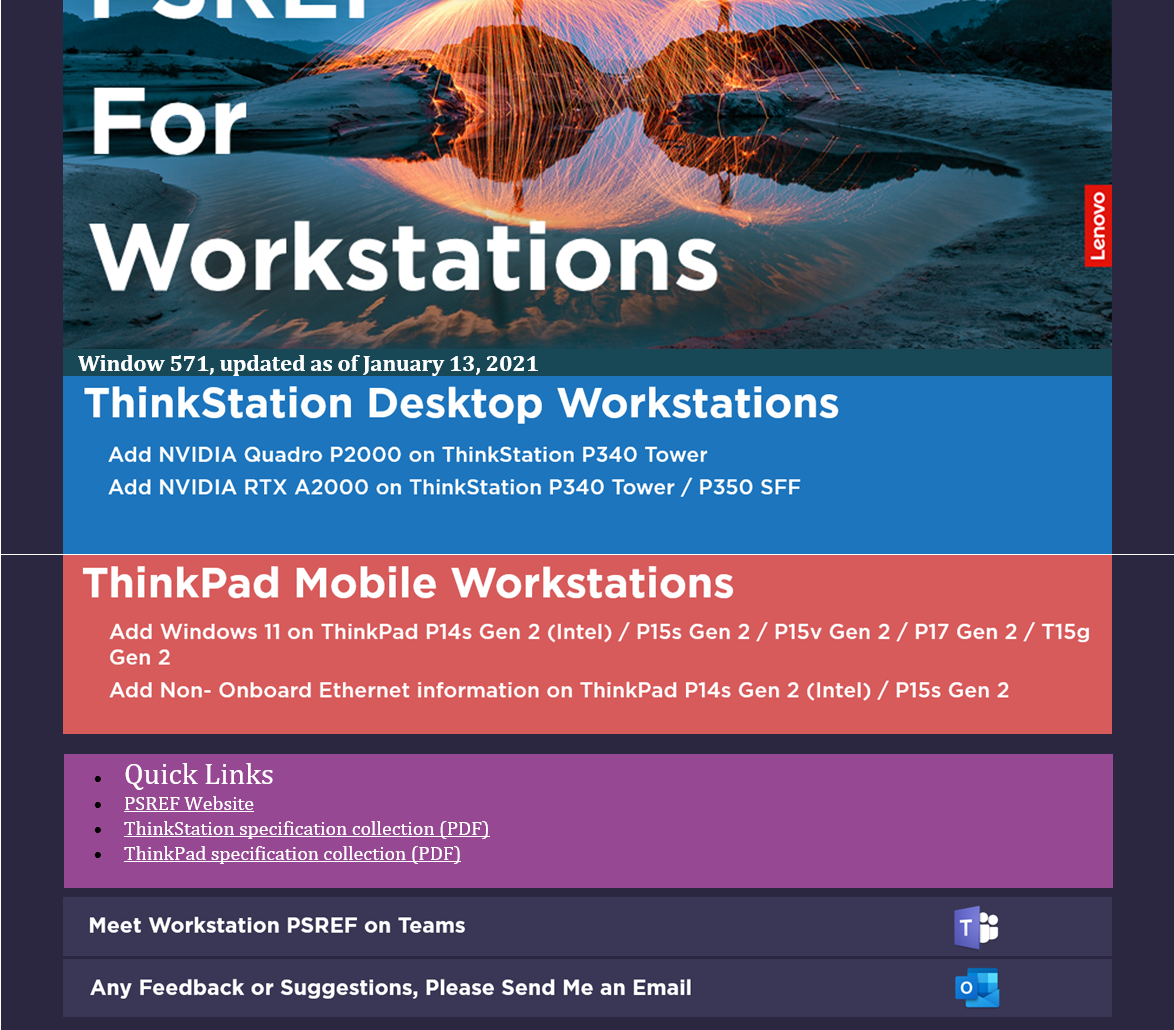 PSREF
For
Workstations
Lenovo
Window 571, updated as of January 13, 2021
ThinkStation Desktop Workstations
Add NVIDIA Quadro P2000 on ThinkStation P340 Tower
Add NVIDIA RTX A2000 on ThinkStation P340 Tower / P350 SFF
ThinkPad Mobile Workstations
Add Windows 11 on ThinkPad P14s Gen 2 (Intel) / P15s Gen 2 / P15v Gen 2 / P17 Gen 2 / T15g
Gen 2
Add Non- Onboard Ethernet information on ThinkPad P14s Gen 2 (Intel) / P15s Gen 2
Quick Links
PSREF Website
ThinkStation specification collection (PDF)
ThinkPad specification collection (PDF)
Meet Workstation PSREF on Teams
T
Any Feedback or Suggestions, Please Send Me an Email
O